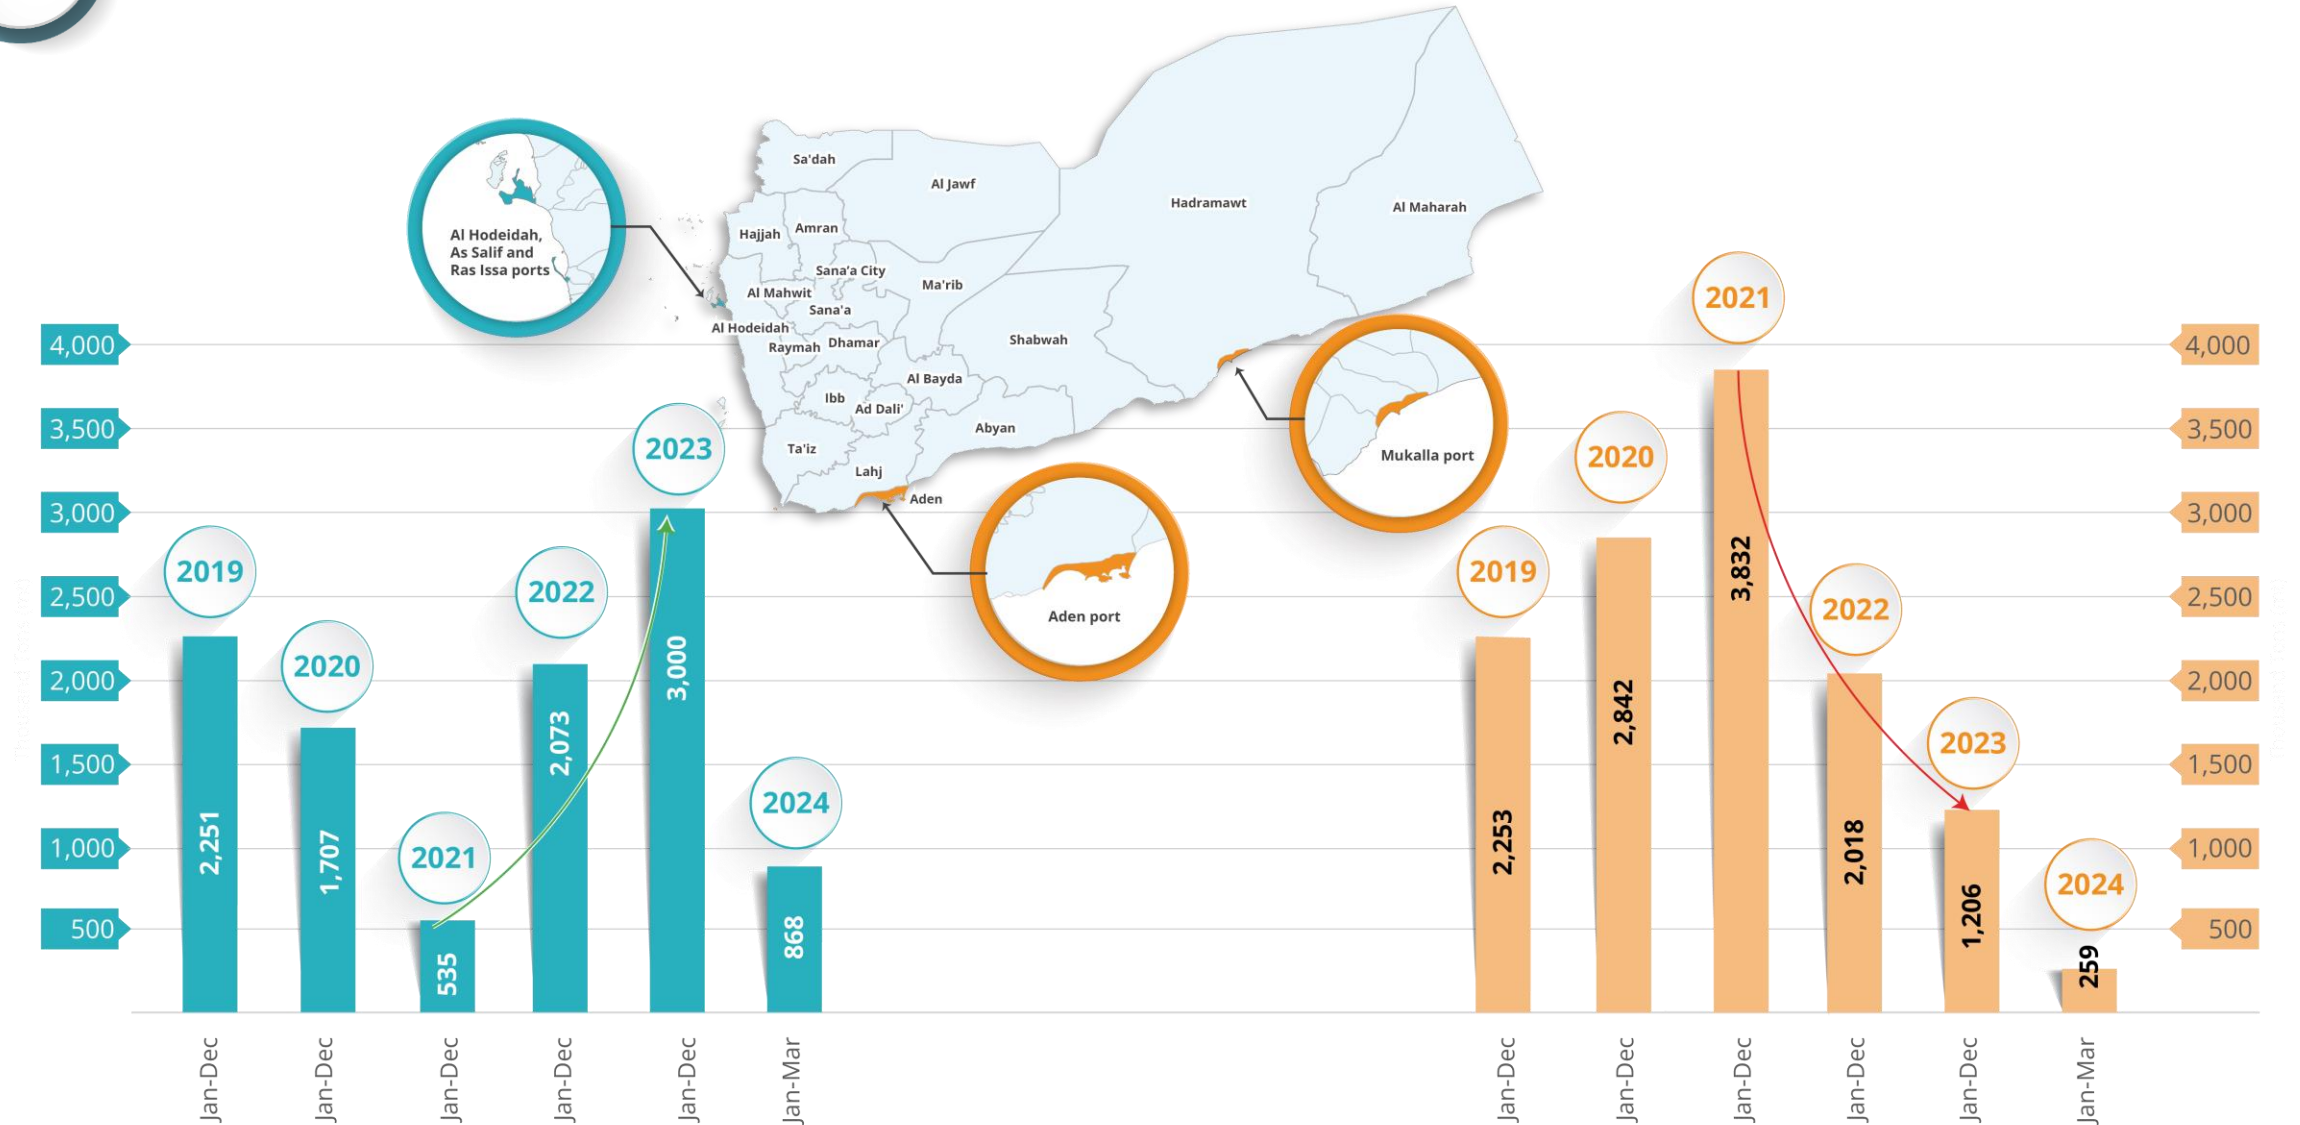 Sa'dah
Al Jawf
Hadramawt
Al Maharah
Hajjah
Amran
Sana'a City
Ma'rib
Al Mahwit
Sana'a
Al Hodeidah
Raymah
Dhamar
Shabwah
Al Bayda
Ibb
Ad Dali'
Abyan
Ta'iz
Lahj
Aden
Al Hodeidah,
As Salif and
Ras Issa ports
Mukalla port
Aden port
4,000
3,500
3,000
2,500
2,000
1,500
1,000
500
2019
2020
2021
2022
2023
2024
2,251
1,707
535
2,073
3,000
868
Jan-Dec
Jan-Dec
Jan-Dec
Jan-Dec
Jan-Dec
Jan-Mar
2019
2020
2021
2022
2023
2024
2,253
2,842
3,832
2,018
1,206
259
Jan-Dec
Jan-Dec
Jan-Dec
Jan-Dec
Jan-Dec
Jan-Mar
4,000
3,500
3,000
2,500
2,000
1,500
1,000
500